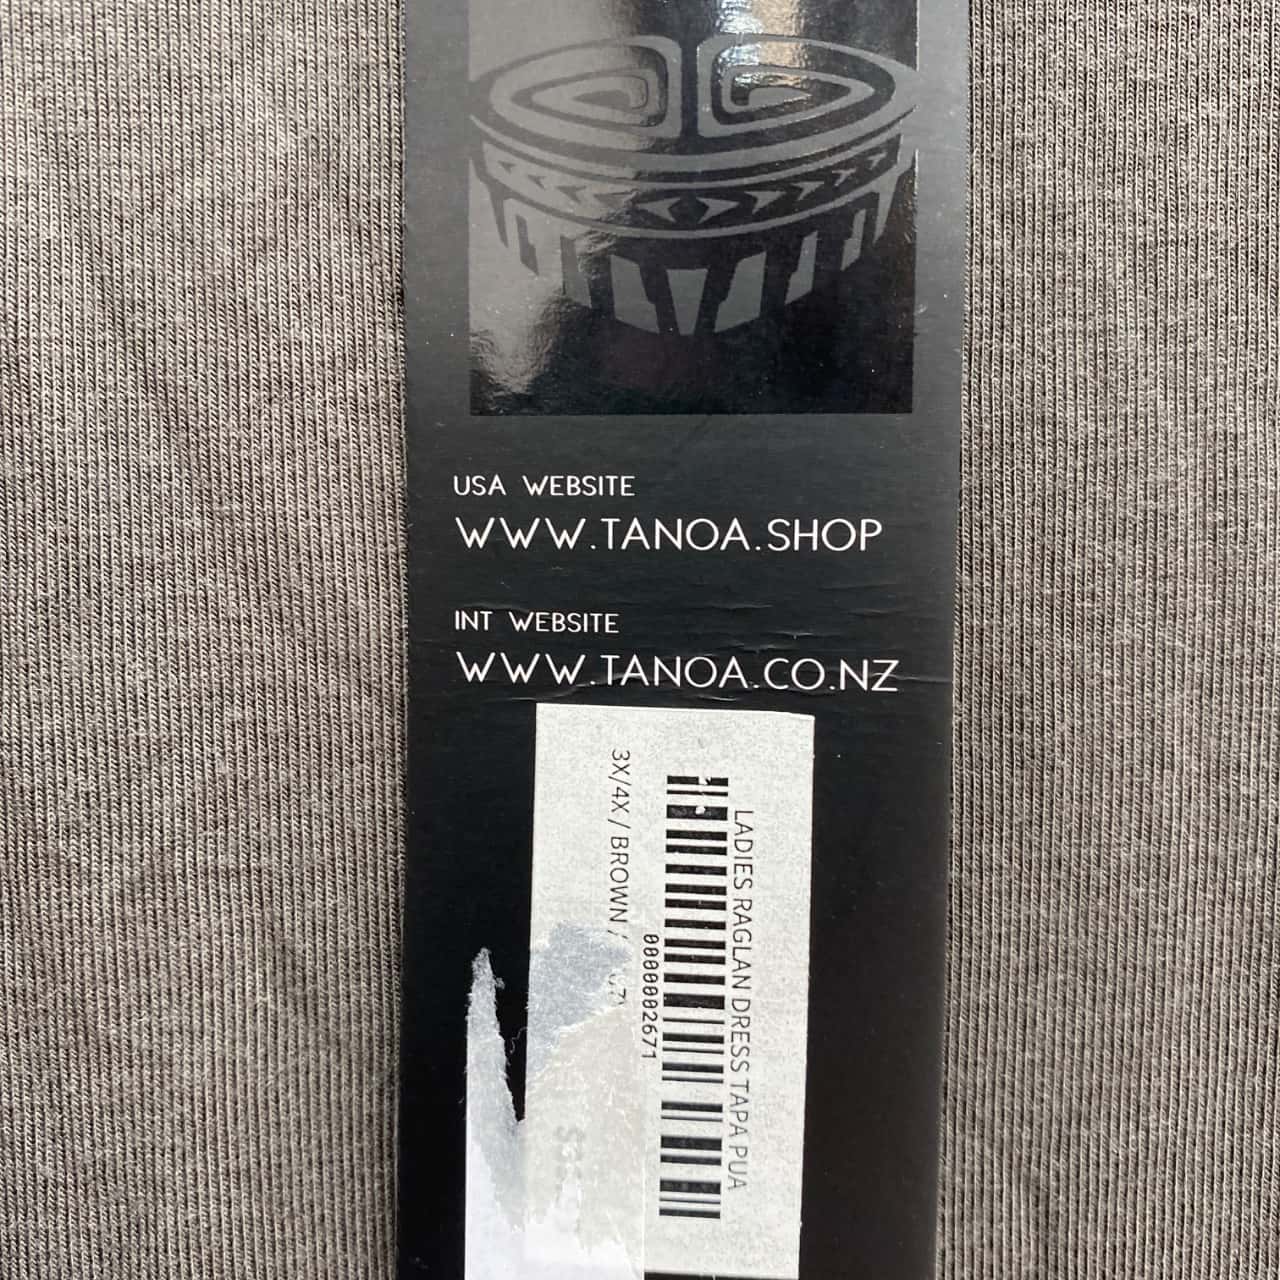 USA WEBSITE
WWW.TANOA.SHOP
INT WEBSITE
WWW.TANOA.CO.NZ
LADIES RAGLAN DRESS TAPA PUA
00000002671
3X/4X / BROWN /